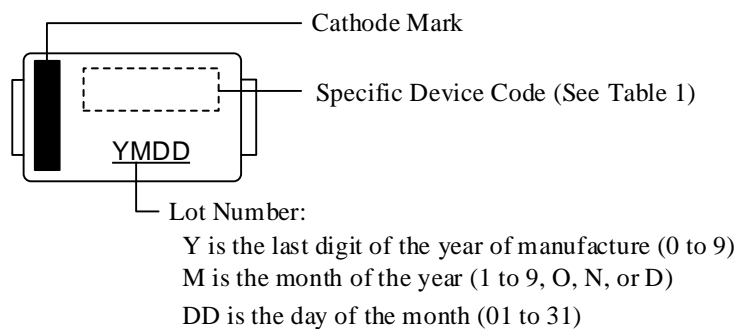 Cathode Mark
Specific Device Code (See Table 1)
YMDD
Lot Number:
Y is the last digit of the year of manufacture (0 to 9)
M is the month of the year (1 to 9, O, N, or D)
DD is the day of the month (01 to 31)